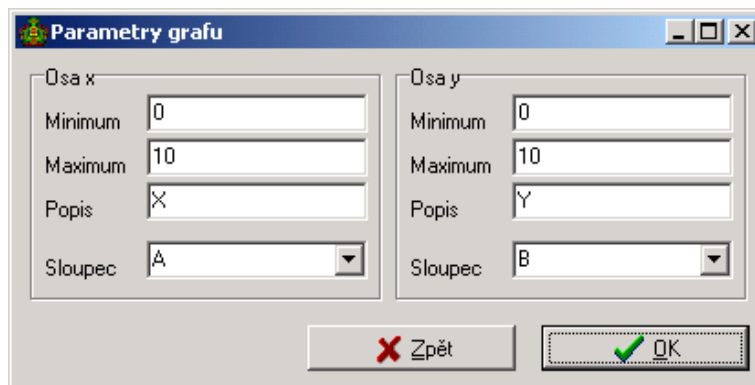 Parametry grafu
Osa x
Minimum 0
Maximum 10
Popis X
Sloupec A
Osa y
Minimum 0
Maximum 10
Popis Y
Sloupec B
Zpět
OK